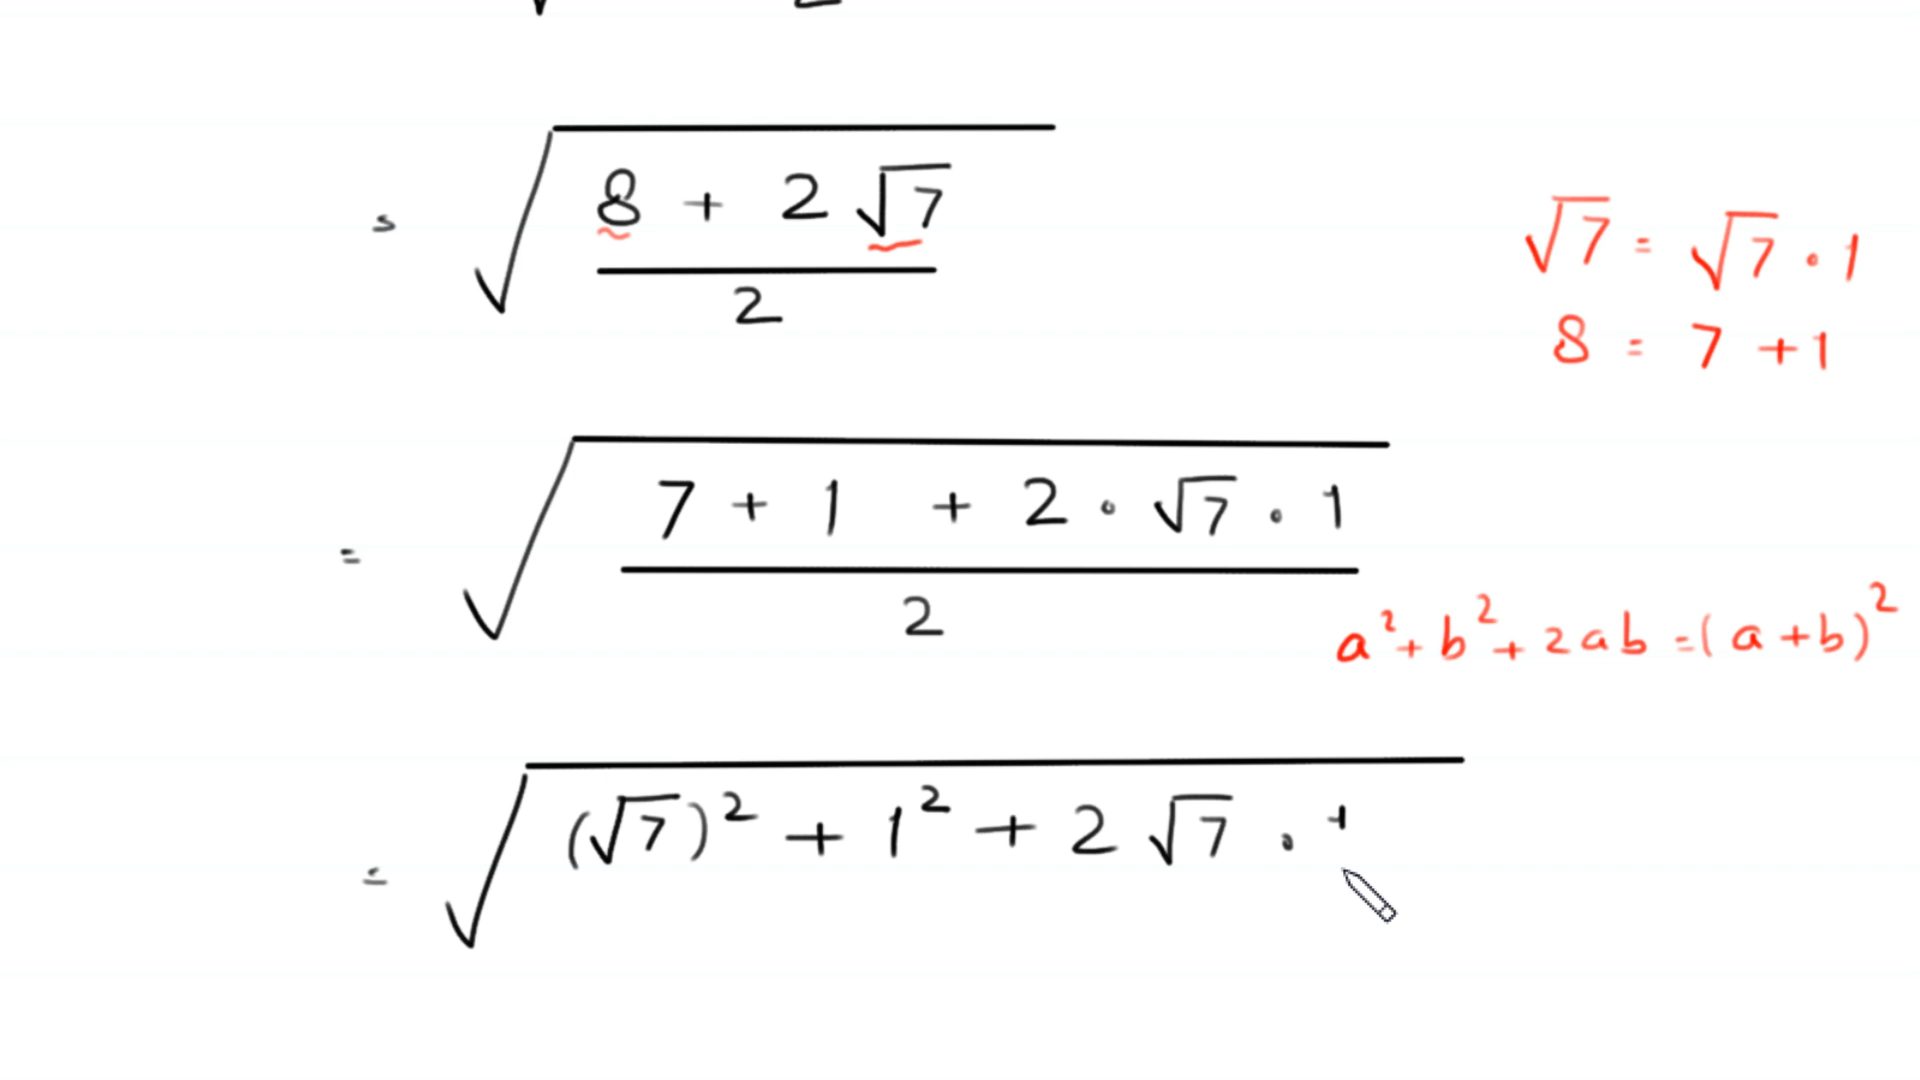 = √((8 + 2√7) / 2)
√7 = √7 · 1
8 = 7 + 1
= √((7 + 1 + 2 · √7 · 1) / 2)
a² + b² + 2ab = (a + b)²
= √((√7)² + 1² + 2√7 · 1